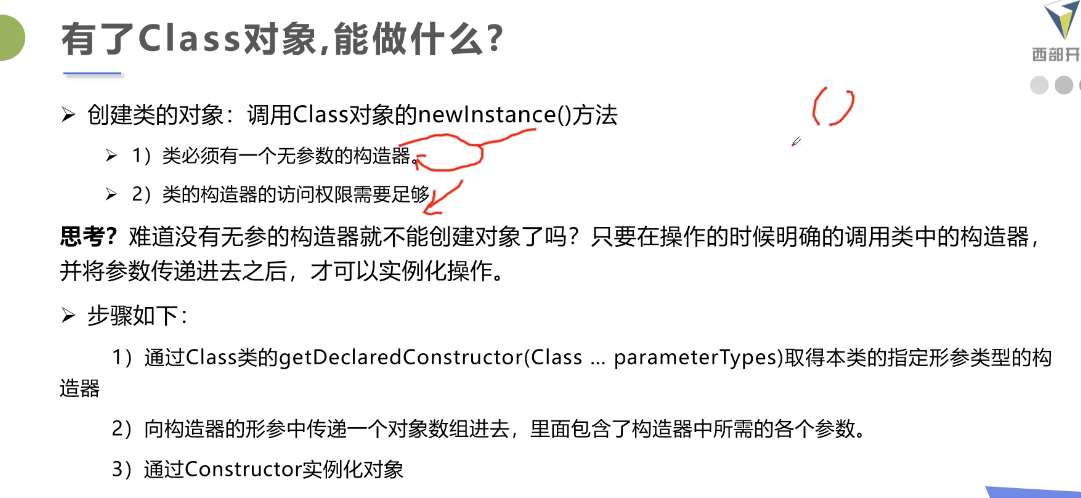 有了Class对象,能做什么?
西部开
创建类的对象：调用Class对象的newInstance()方法
1）类必须有一个无参数的构造器。
2）类的构造器的访问权限需要足够
思考？难道没有无参的构造器就不能创建对象了吗？只要在操作的时候明确的调用类中的构造器，
并将参数传递进去之后，才可以实例化操作。
步骤如下：
1）通过Class类的getDeclaredConstructor(Class … parameterTypes)取得本类的指定形参类型的构
造器
2）向构造器的形参中传递一个对象数组进去，里面包含了构造器中所需的各个参数。
3）通过Constructor实例化对象